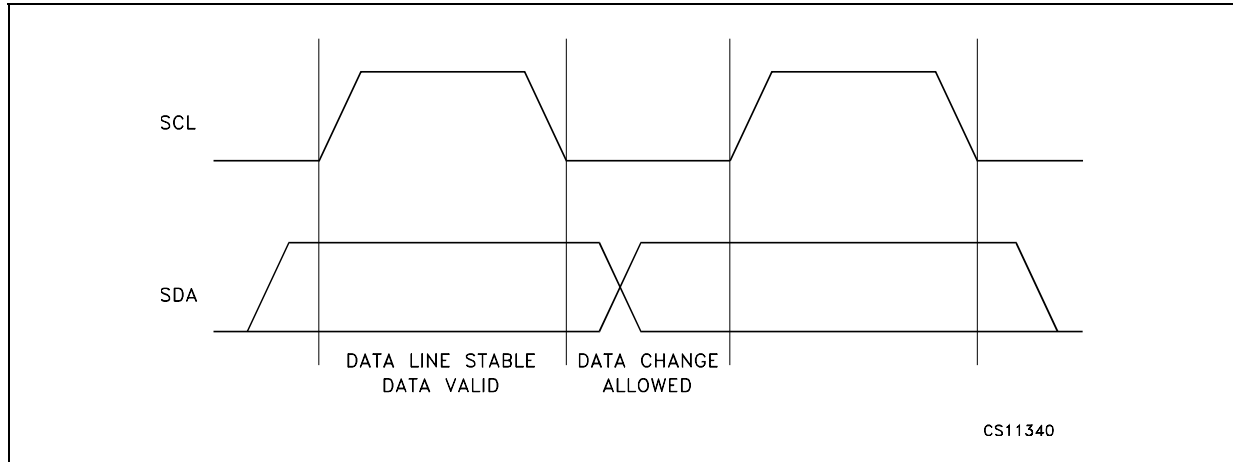 SCL
SDA
DATA LINE STABLE
DATA VALID
DATA CHANGE
ALLOWED
CS11340